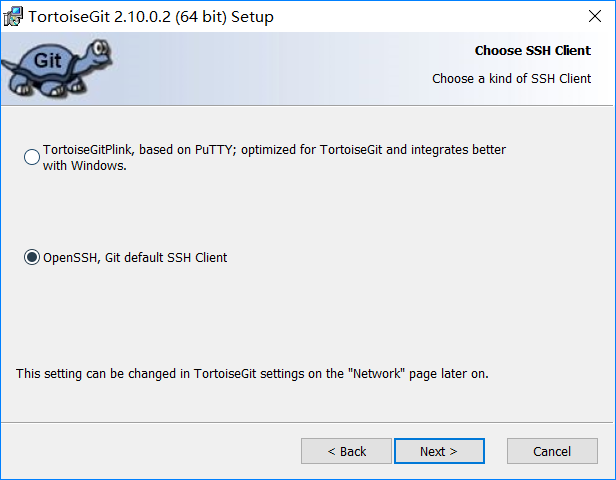 TortoiseGit 2.10.0.2 (64 bit) Setup
Git
Choose SSH Client
Choose a kind of SSH Client
TortoiseGitPlink, based on PuTTY; optimized for TortoiseGit and integrates better
with Windows.
OpenSSH, Git default SSH Client
This setting can be changed in TortoiseGit settings on the "Network" page later on.
< Back
Next >
Cancel